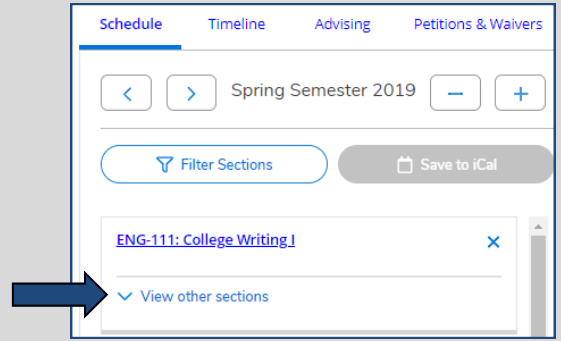 Schedule Timeline Advising Petitions & Waivers
Spring Semester 2019
Filter Sections Save to iCal
ENG-111: College Writing I
View other sections